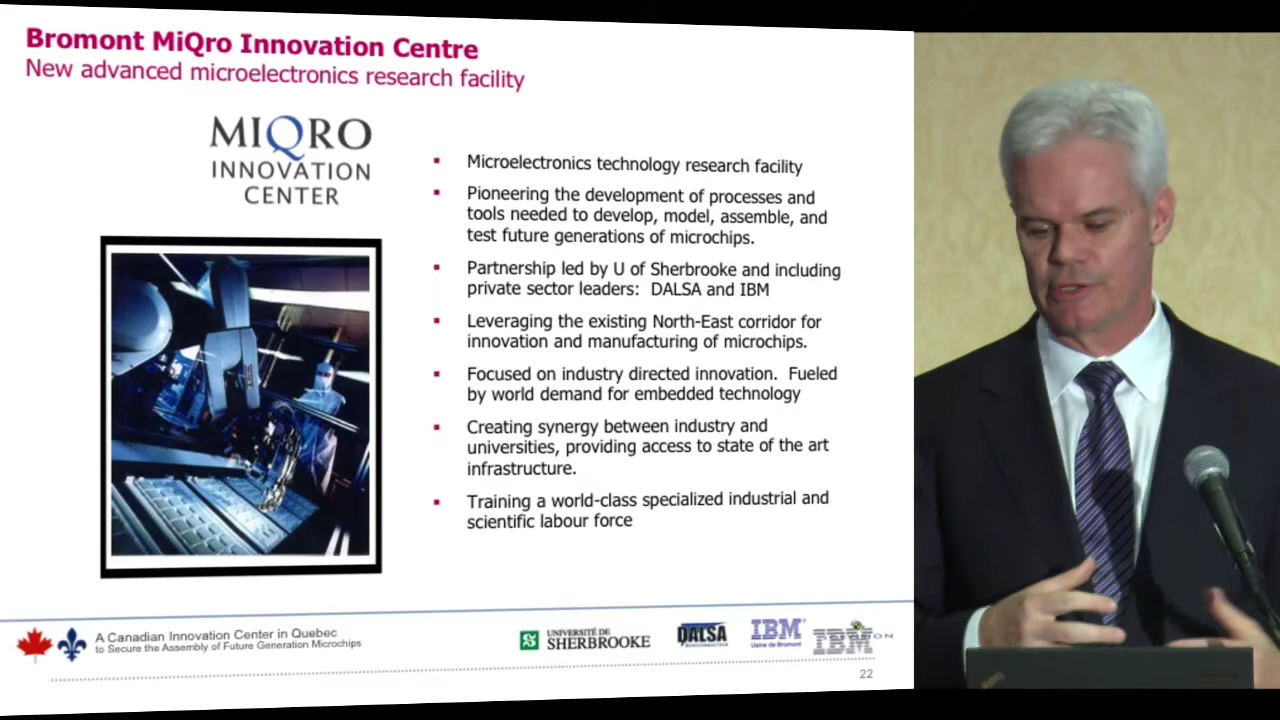 Bromont MiQro Innovation Centre
New advanced microelectronics research facility
MIQRO
INNOVATION
CENTER
Microelectronics technology research facility
Pioneering the development of processes and
tools needed to develop, model, assemble, and
test future generations of microchips.
Partnership led by U of Sherbrooke and including
private sector leaders: DALSA and IBM
Leveraging the existing North-East corridor for
innovation and manufacturing of microchips.
Focused on industry directed innovation. Fueled
by world demand for embedded technology
Creating synergy between industry and
universities, providing access to state of the art
infrastructure.
Training a world-class specialized industrial and
scientific labour force
A Canadian Innovation Center in Quebec
to Secure the Assembly of Future Generation Microchips
UNIVERSITÉ DE
SHERBROOKE
DALSA
SEMICONDUCTOR
IBM
Usine de Bromont
IBM
22